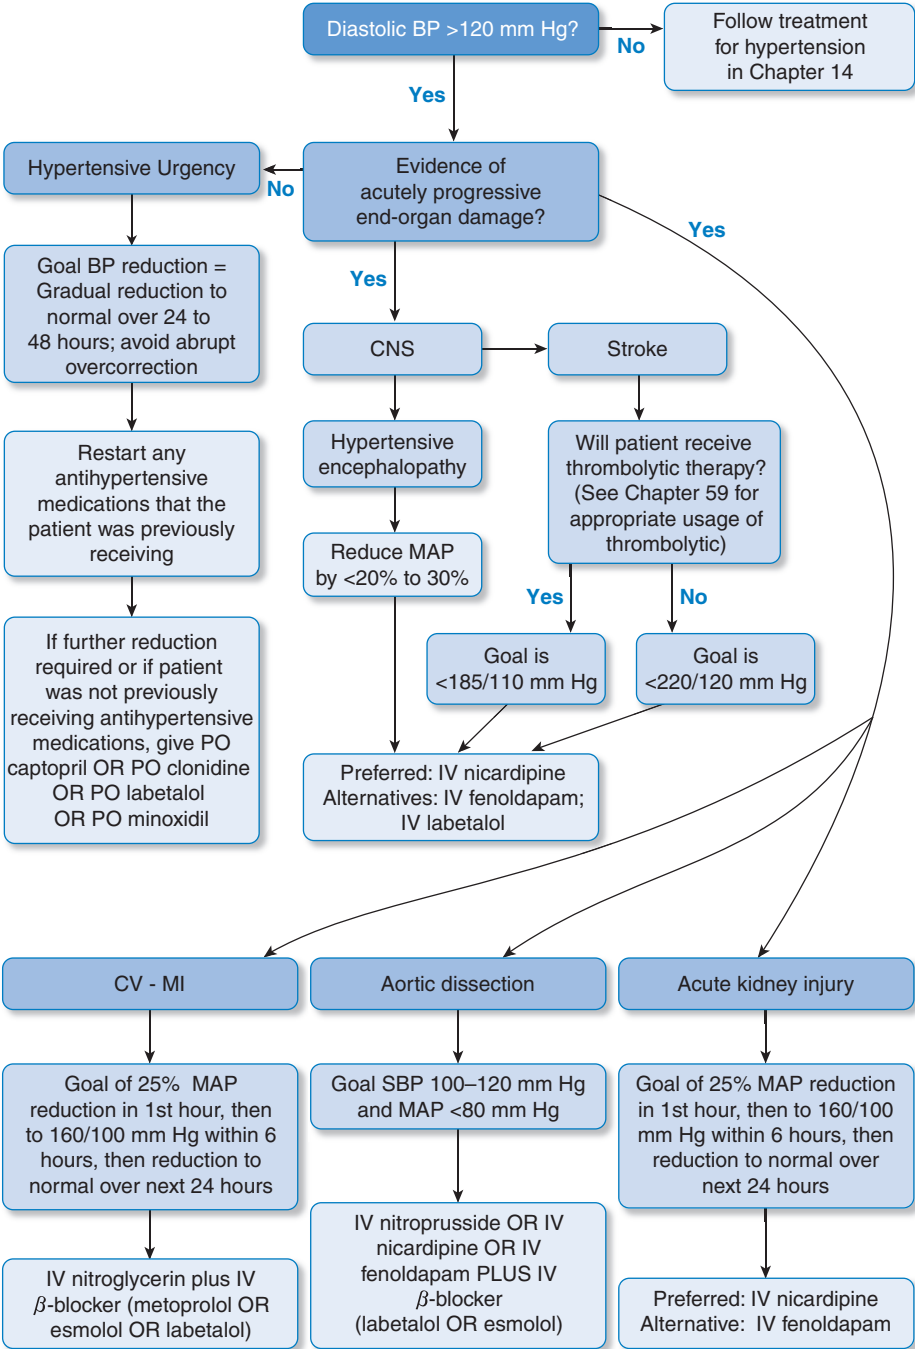 Diastolic BP >120 mm Hg?
No
Follow treatment
for hypertension
in Chapter 14
Yes
Hypertensive Urgency
No
Evidence of
acutely progressive
end-organ damage?
Yes
Yes
Goal BP reduction =
Gradual reduction to
normal over 24 to
48 hours; avoid abrupt
overcorrection
CNS
Stroke
Restart any
antihypertensive
medications that the
patient was previously
receiving
Hypertensive
encephalopathy
Will patient receive
thrombolytic therapy?
(See Chapter 59 for
appropriate usage of
thrombolytic)
Reduce MAP
by <20% to 30%
Yes
No
If further reduction
required or if patient
was not previously
receiving antihypertensive
medications, give PO
captopril OR PO clonidine
OR PO labetalol
OR PO minoxidil
Goal is
<185/110 mm Hg
Goal is
<220/120 mm Hg
Preferred: IV nicardipine
Alternatives: IV fenoldapam;
IV labetalol
CV - MI
Aortic dissection
Acute kidney injury
Goal of 25% MAP
reduction in 1st hour, then
to 160/100 mm Hg within 6
hours, then reduction to
normal over next 24 hours
Goal SBP 100–120 mm Hg
and MAP <80 mm Hg
Goal of 25% MAP reduction
in 1st hour, then to 160/100
mm Hg within 6 hours, then
reduction to normal over
next 24 hours
IV nitroglycerin plus IV
β-blocker (metoprolol OR
esmolol OR labetalol)
IV nitroprusside OR IV
nicardipine OR IV
fenoldapam PLUS IV
β-blocker
(labetalol OR esmolol)
Preferred: IV nicardipine
Alternative: IV fenoldapam